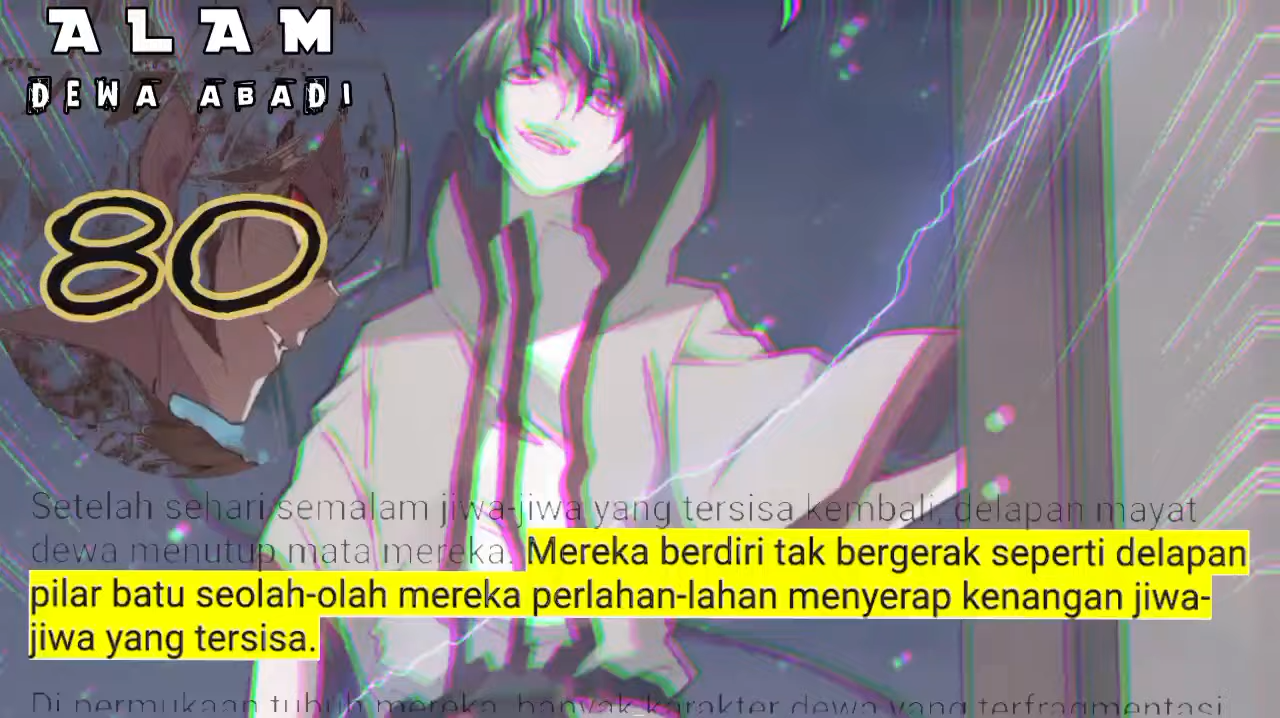 ALAM
DEWA ABADI
80
Setelah sehari semalam jiwa-jiwa yang tersisa kembali, delapan mayat
dewa menutup mata mereka. Mereka berdiri tak bergerak seperti delapan
pilar batu seolah-olah mereka perlahan-lahan menyerap kenangan jiwa-
jiwa yang tersisa.
Di permukaan tubuh mereka, banyak karakter dewa yang terfragmentasi